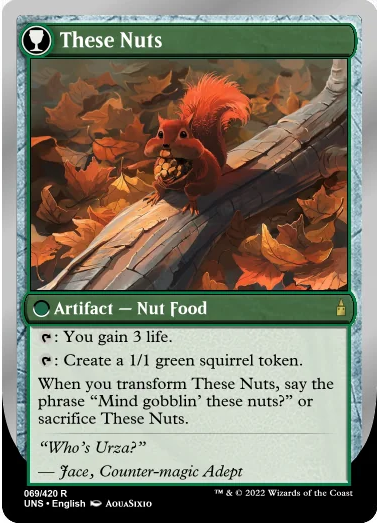 These Nuts
Artifact — Nut Food
: You gain 3 life.
: Create a 1/1 green squirrel token.
When you transform These Nuts, say the
phrase “Mind gobblin’ these nuts?” or
sacrifice These Nuts.
“Who’s Urza?”
— Jace, Counter-magic Adept
069/420 R
UNS • English AquaSixio
™ & © 2022 Wizards of the Coast